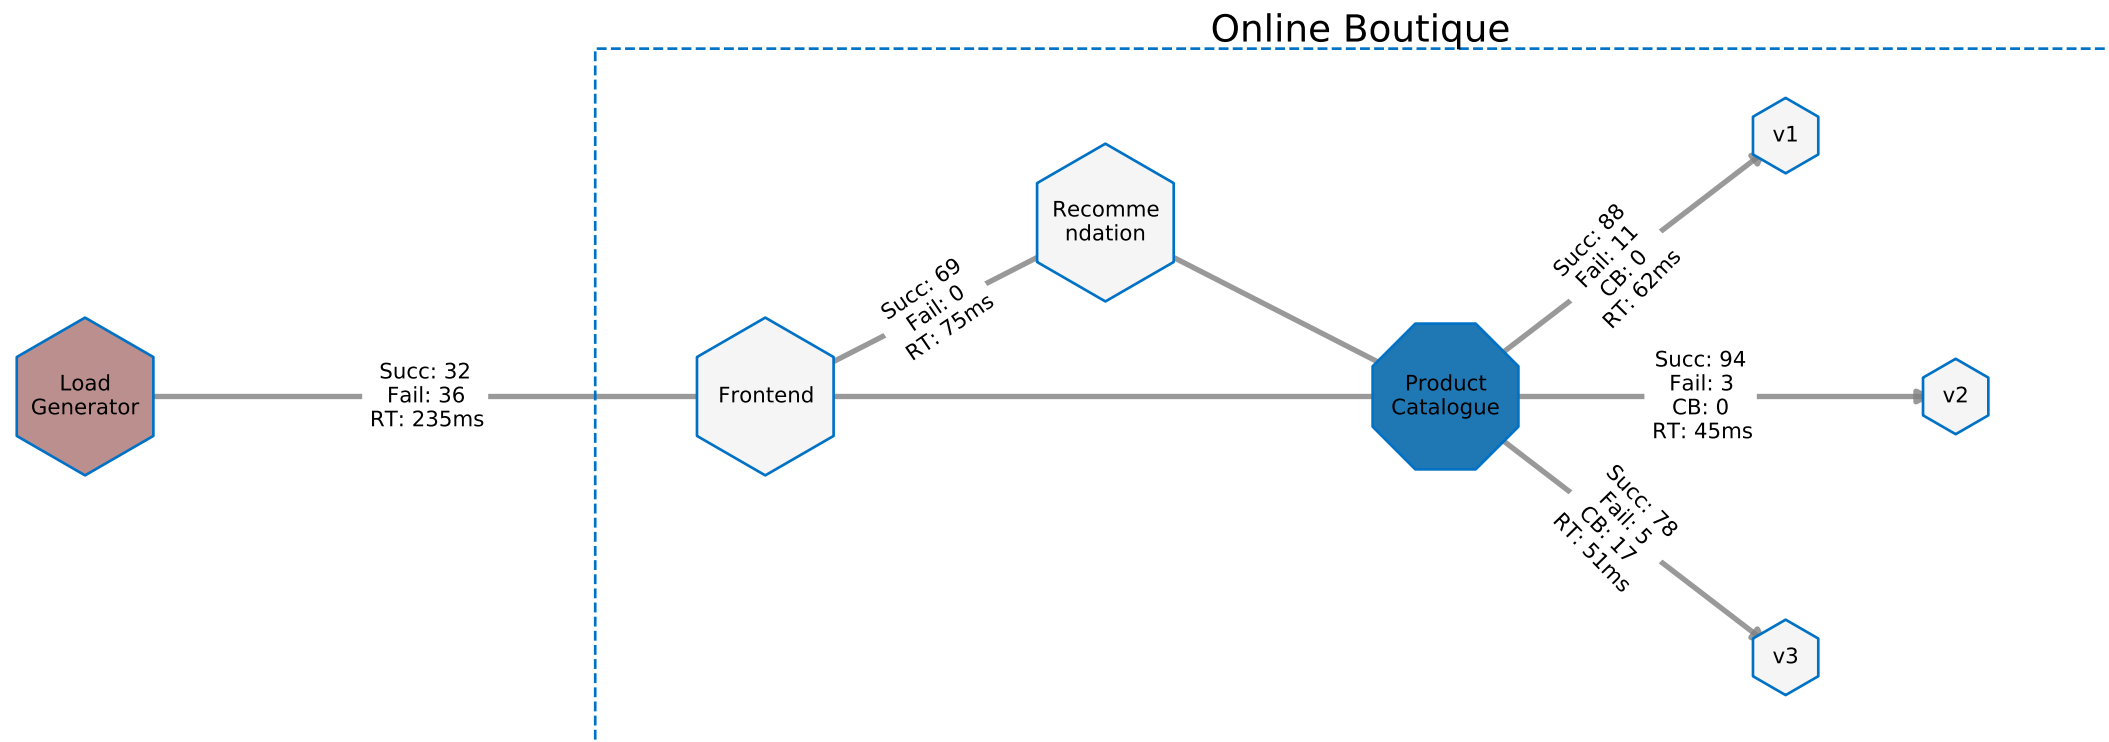 Online Boutique
Load
Generator
Succ: 32
Fail: 36
RT: 235ms
Frontend
Succ: 69
Fail: 0
RT: 75ms
Recomme
ndation
Product
Catalogue
Succ: 88
Fail: 11
CB: 0
RT: 62ms
v1
Succ: 94
Fail: 3
CB: 0
RT: 45ms
v2
Succ: 78
Fail: 5
CB: 17
RT: 51ms
v3